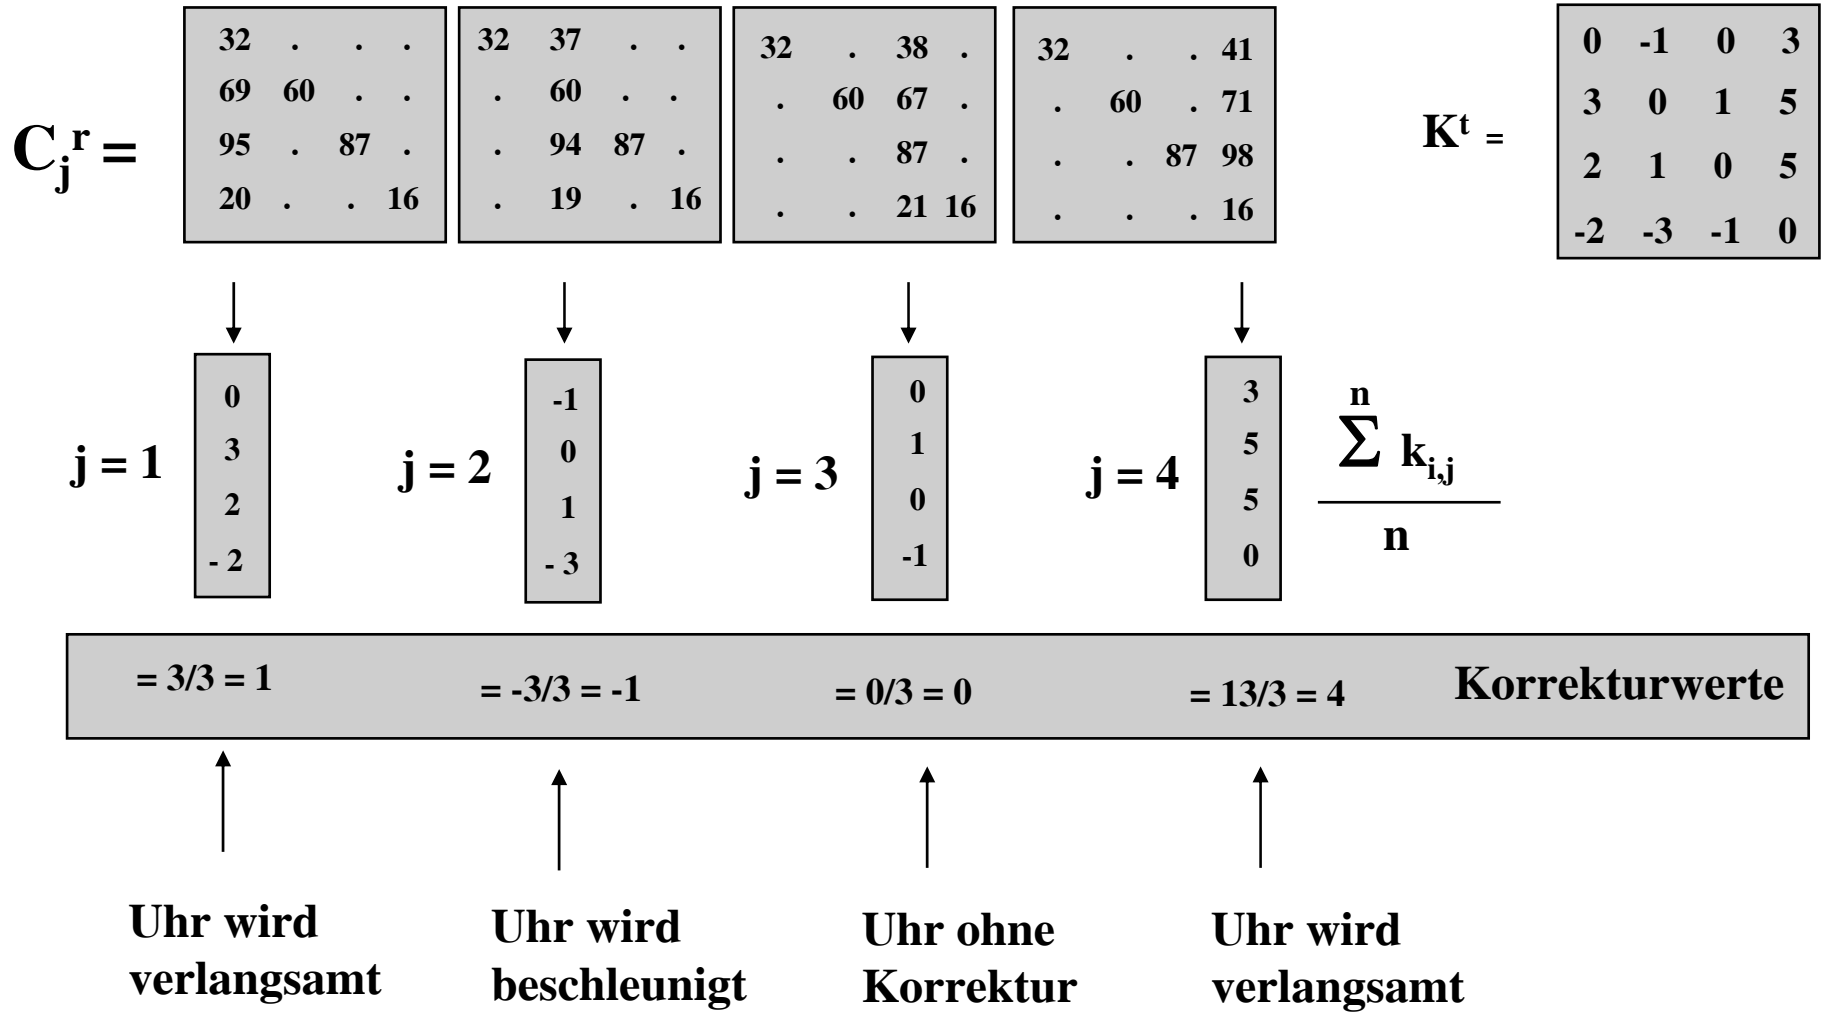 C_j^r =
32 . . .
69 60 . .
95 . 87 .
20 . . 16
32 37 . .
. 60 . .
. 94 87 .
. 19 . 16
32 . 38 .
. 60 67 .
. . 87 .
. . 21 16
32 . . 41
. 60 . 71
. . 87 98
. . . 16
K^t =
0 -1 0 3
3 0 1 5
2 1 0 5
-2 -3 -1 0
j = 1
0
3
2
- 2
j = 2
-1
0
1
- 3
j = 3
0
1
0
-1
j = 4
3
5
5
0
n
Σ k_i,j
n
= 3/3 = 1
= -3/3 = -1
= 0/3 = 0
= 13/3 = 4
Korrekturwerte
Uhr wird
verlangsamt
Uhr wird
beschleunigt
Uhr ohne
Korrektur
Uhr wird
verlangsamt